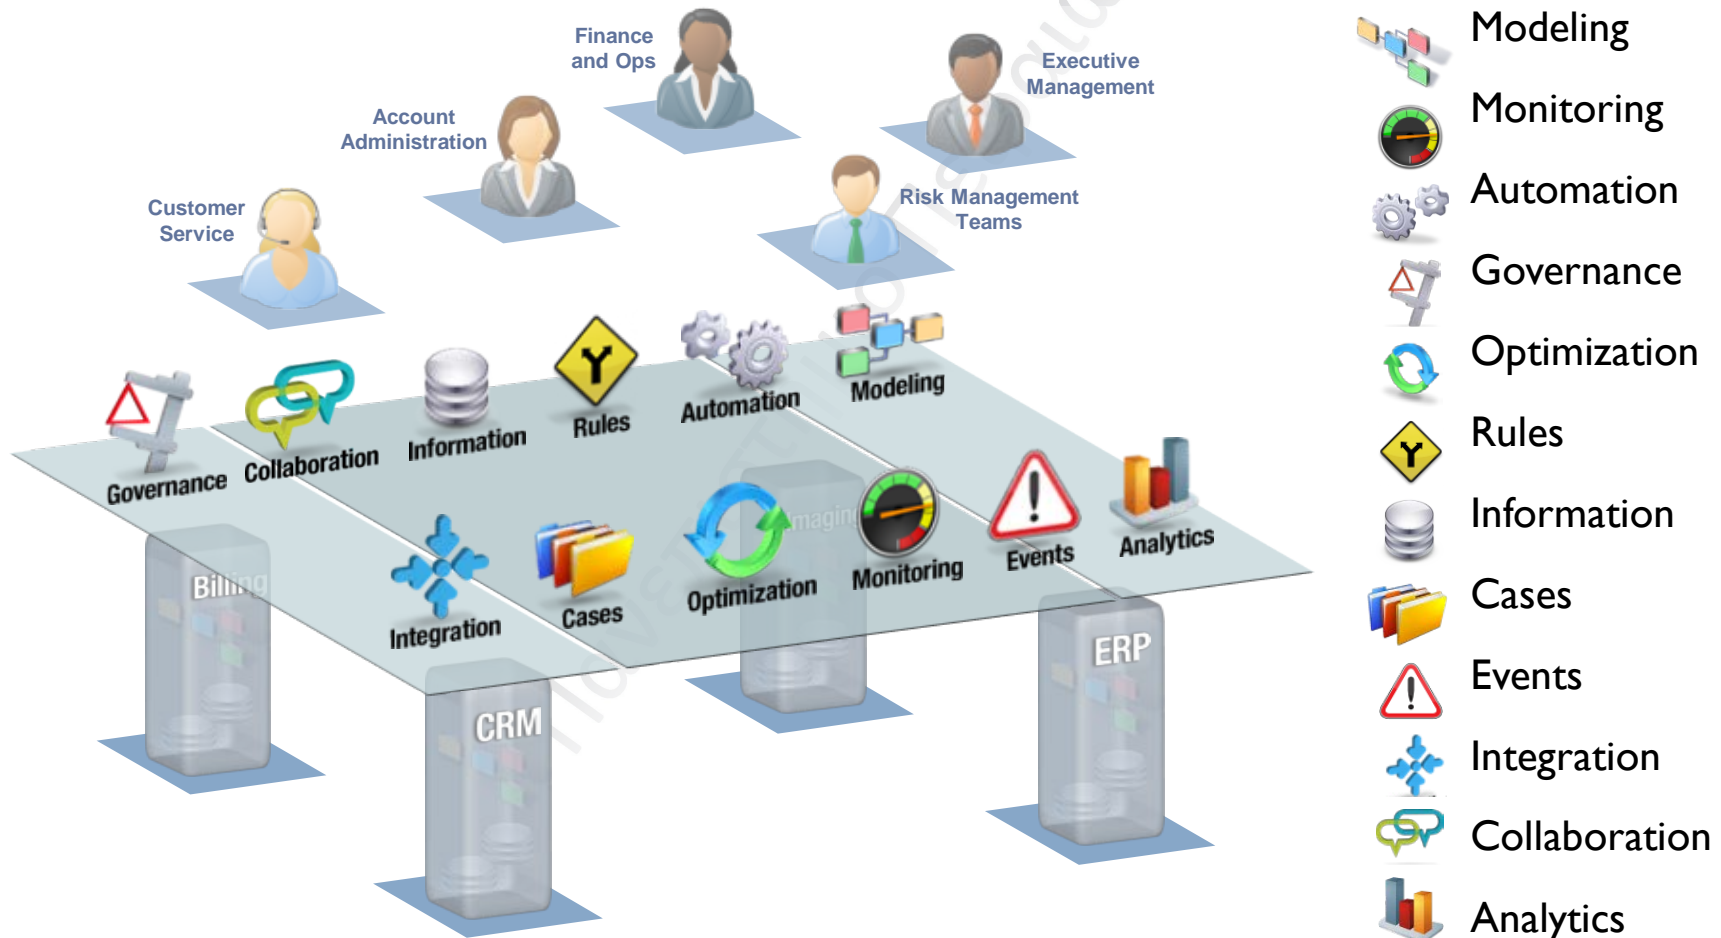 Finance
and Ops
Executive
Management
Account
Administration
Risk Management
Teams
Customer
Service
Modeling
Automation
Rules
Information
Collaboration
Governance
Analytics
Events
Monitoring
Optimization
Cases
Integration
Imaging
Billing
ERP
CRM
Modeling
Monitoring
Automation
Governance
Optimization
Rules
Information
Cases
Events
Integration
Collaboration
Analytics